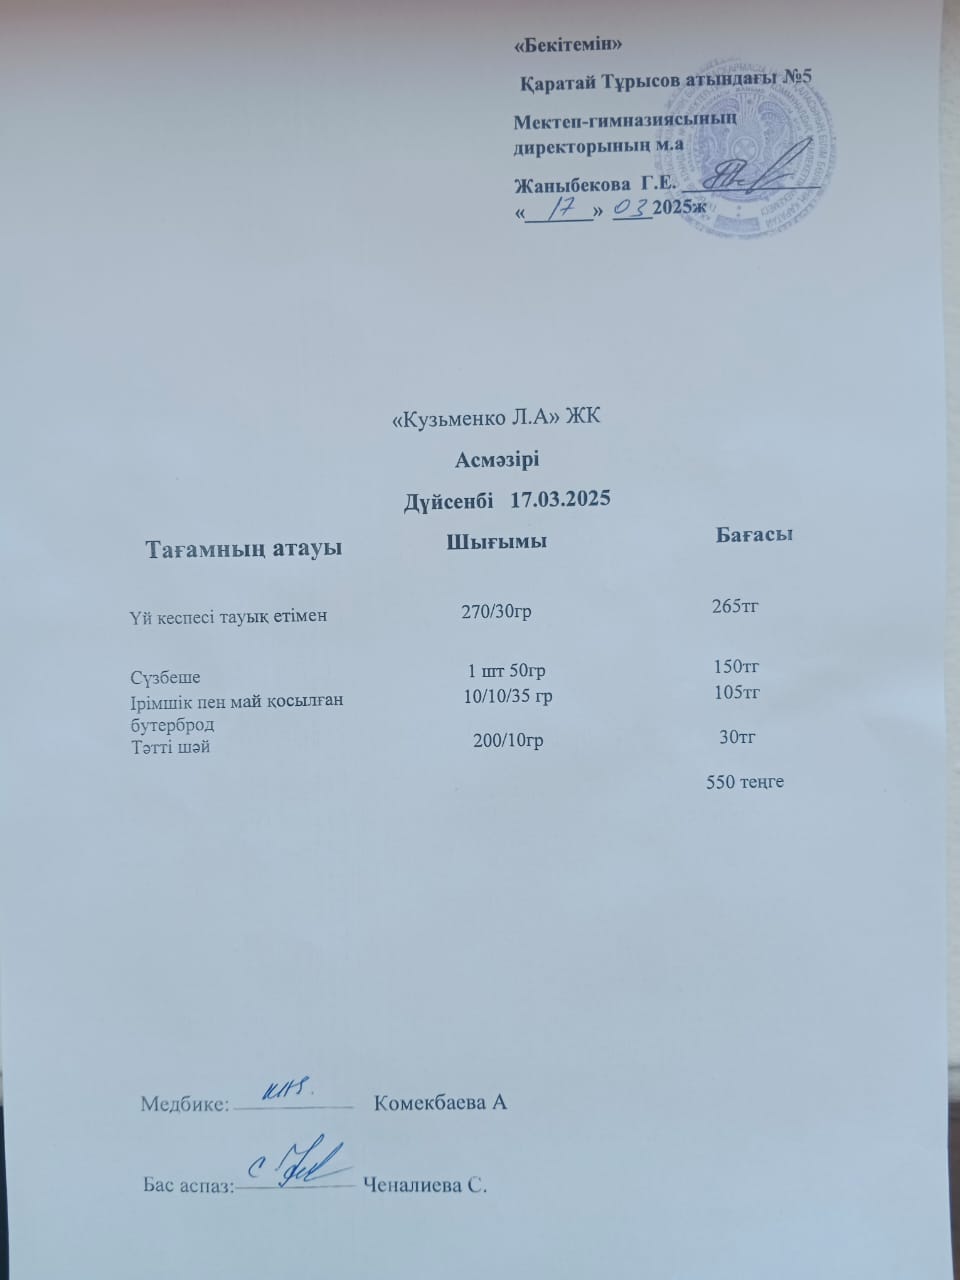 «Бекітемін»
Қаратай Тұрысов атындағы №5
Мектеп-гимназиясының
директорының м.а
Жаныбекова Г.Е.
« 17 » 03 2025ж
«Кузьменко Л.А» ЖК
Асмәзірі
Дүйсенбі 17.03.2025
Тағамның атауы Шығымы Бағасы
Үй кеспесі тауық етімен 270/30гр 265тг
Сүзбеше 1 шт 50гр 150тг
Ірімшік пен май қосылған 10/10/35 гр 105тг
бутерброд
Тәтті шәй 200/10гр 30тг
550 теңге
Медбике: Комекбаева А
Бас аспаз: Ченалиева С.